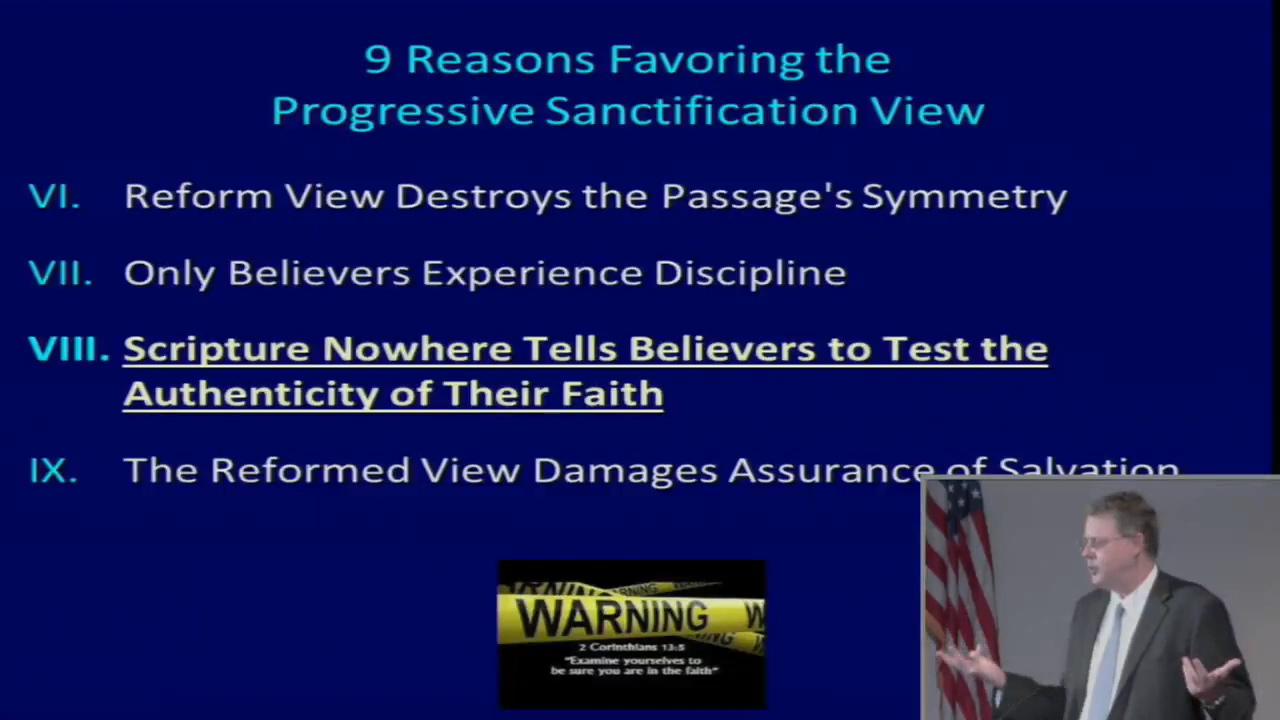 9 Reasons Favoring the
Progressive Sanctification View
VI. Reform View Destroys the Passage's Symmetry
VII. Only Believers Experience Discipline
VIII. Scripture Nowhere Tells Believers to Test the
Authenticity of Their Faith
IX. The Reformed View Damages Assurance of Salvation
WARNING
2 Corinthians 13:5
"Examine yourselves to
be sure you are in the faith"